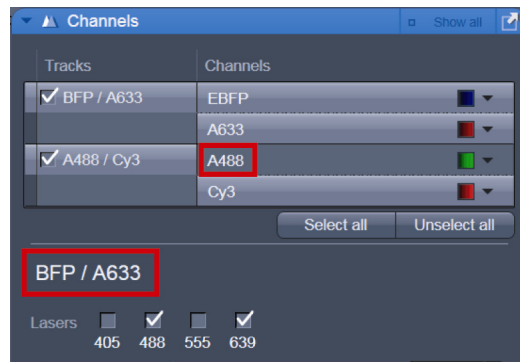 Channels
Show all
Tracks Channels
BFP / A633 EBFP
A633
A488 / Cy3 A488
Cy3
Select all Unselect all
BFP / A633
Lasers
405 488 555 639